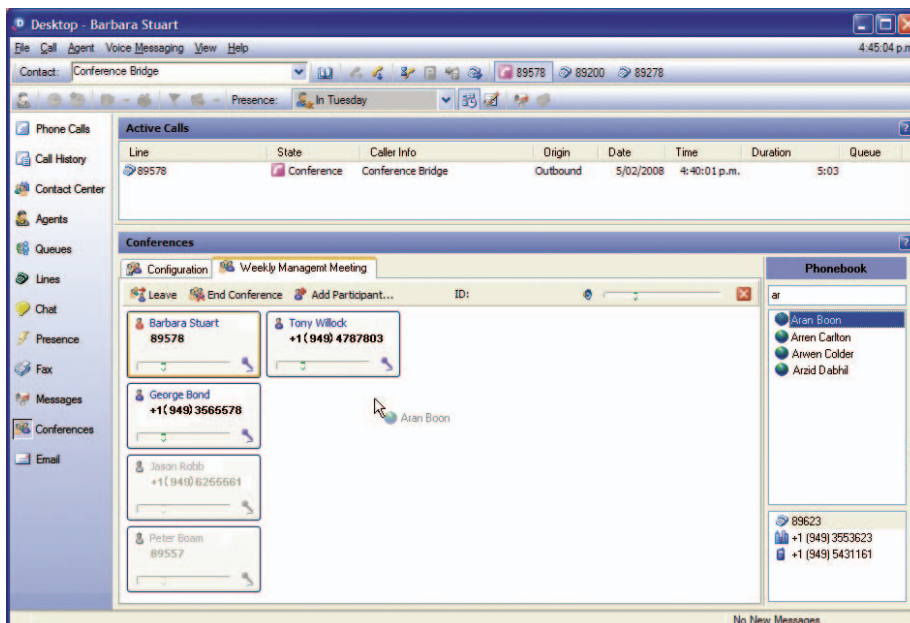 Desktop - Barbara Stuart
File Call Agent Voice Messaging View Help 4:45:04 p.m
Contact: Conference Bridge 89578 89200 89278
Presence: In Tuesday
Phone Calls
Call History
Contact Center
Agents
Queues
Lines
Chat
Presence
Fax
Messages
Conferences
Email
Active Calls ?
Line State Caller Info Origin Date Time Duration Queue
89578 Conference Conference Bridge Outbound 5/02/2008 4:40:01 p.m. 5:03
Conferences ?
Configuration Weekly Managemt Meeting
Leave End Conference Add Participant... ID:
Barbara Stuart
89578
Tony Willock
+1(949) 4787803
George Bond
+1(949) 3565578
Jason Robb
+1(949) 6265561
Peter Boam
89557
Aran Boon
Phonebook
ar
Aran Boon
Arren Carlton
Arwen Colder
Arzid Dabhil
89623
+1 (949) 3553623
+1 (949) 5431161
No New Messages